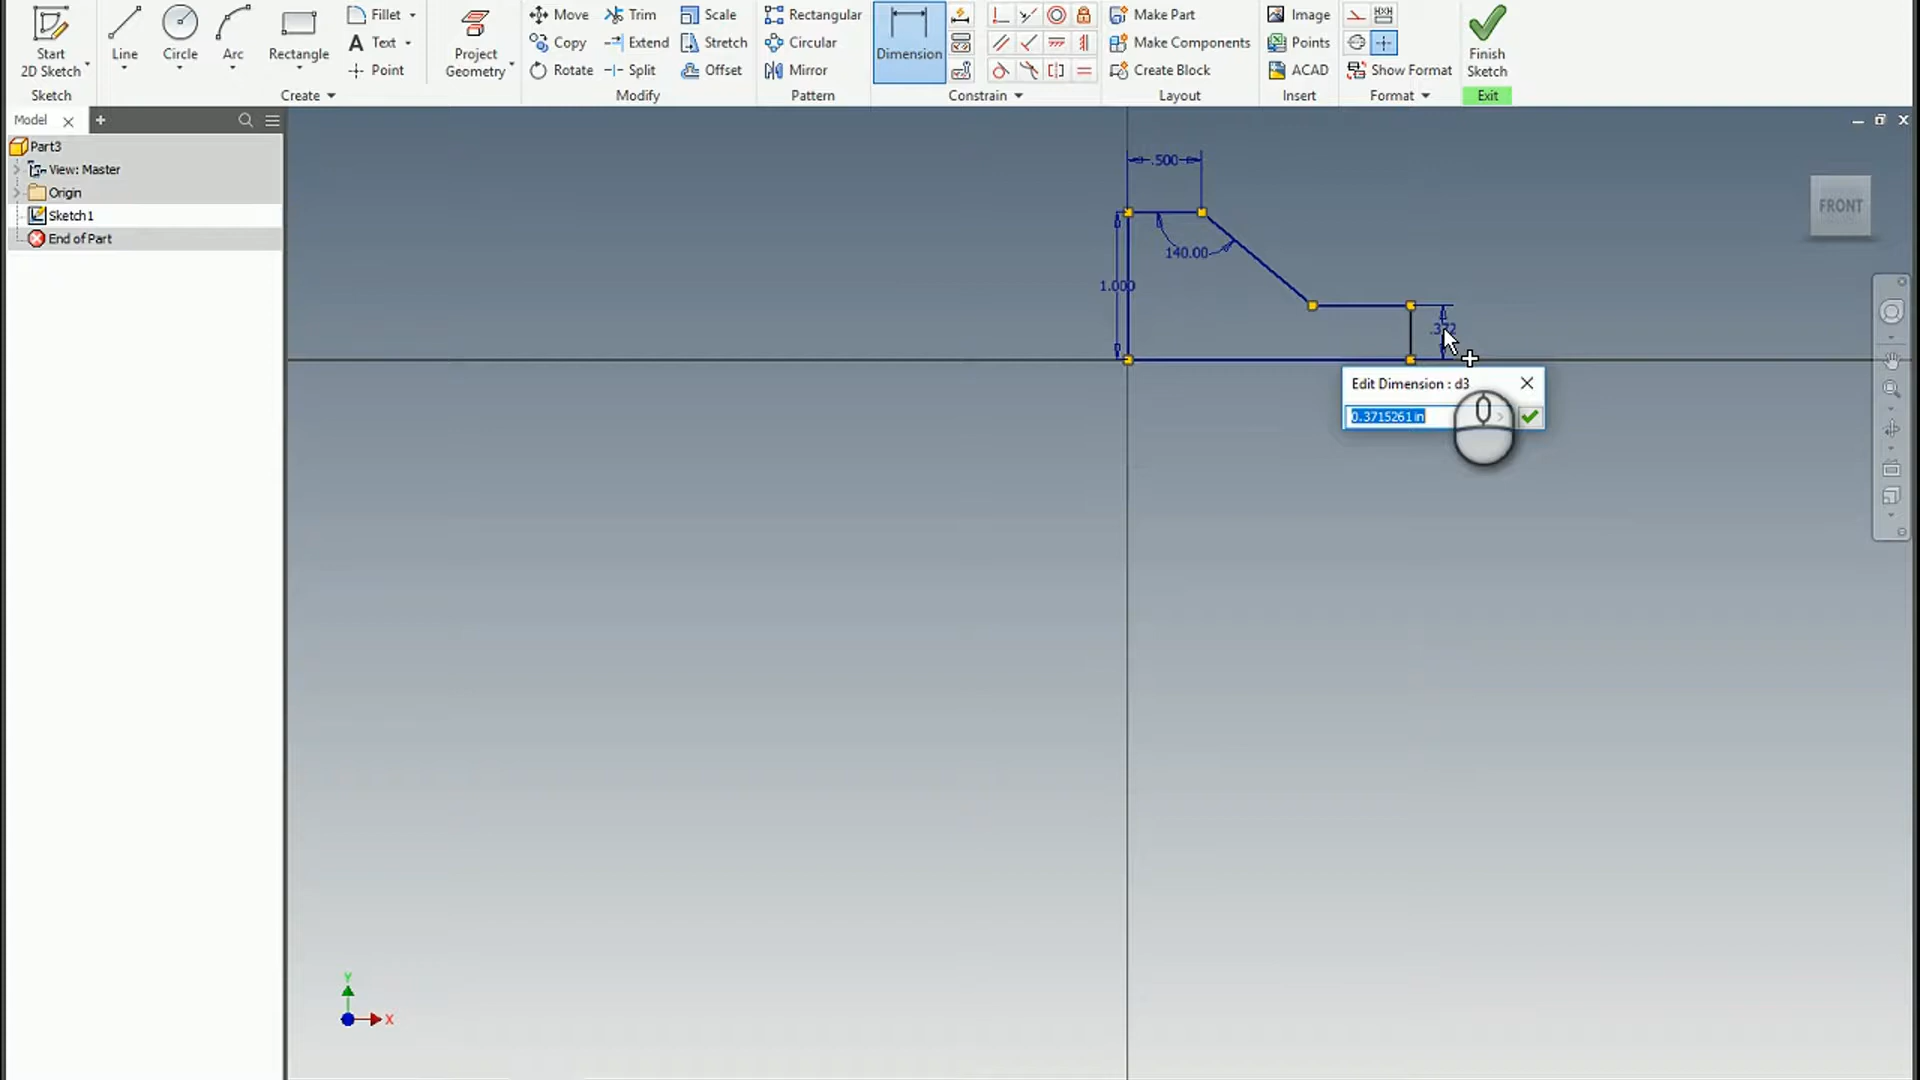 Start
2D Sketch
Line
Circle
Arc
Rectangle
Fillet
Text
Point
Project
Geometry
Move
Copy
Rotate
Trim
Extend
Split
Scale
Stretch
Offset
Rectangular
Circular
Mirror
Dimension
Make Part
Make Components
Create Block
Image
Points
ACAD
Show Format
Finish
Sketch
Sketch
Create
Modify
Pattern
Constrain
Layout
Insert
Format
Exit
Model
Part3
View: Master
Origin
Sketch1
End of Part
.500
140.00
1.000
FRONT
Edit Dimension : d3
0.3715261 in
Y
X